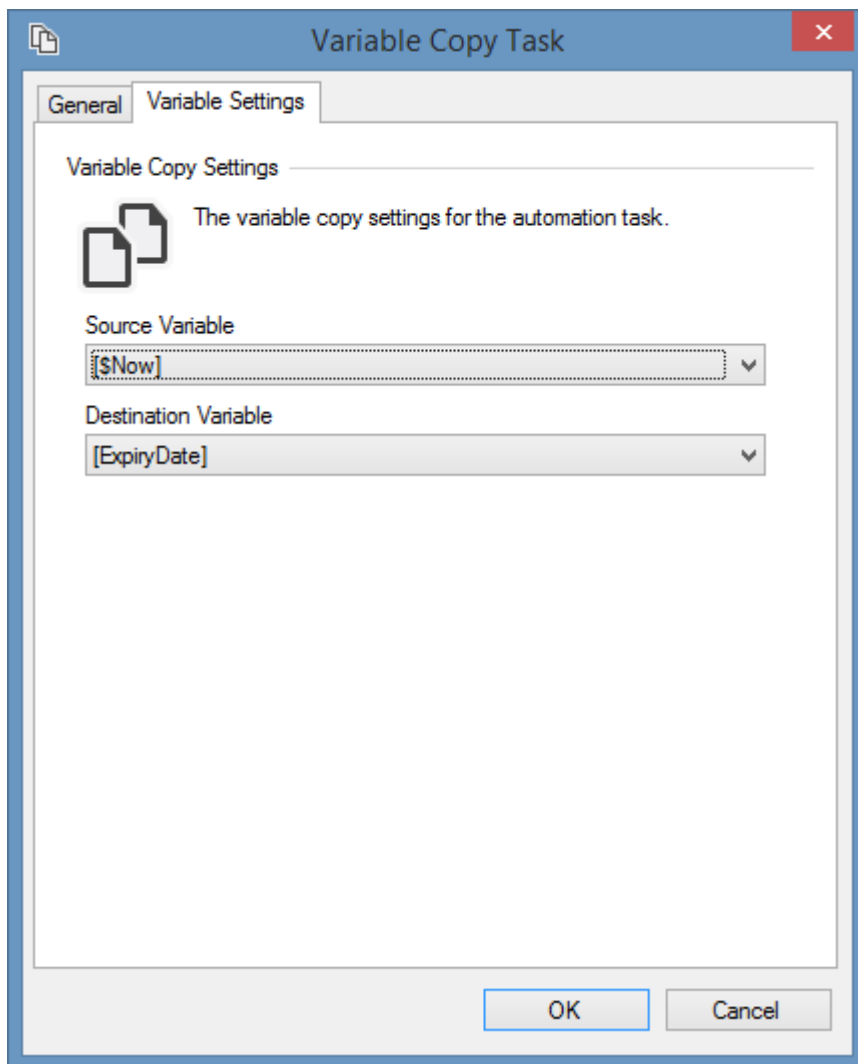 Variable Copy Task
General
Variable Settings
Variable Copy Settings
The variable copy settings for the automation task.
Source Variable
[$Now]
Destination Variable
[ExpiryDate]
OK
Cancel